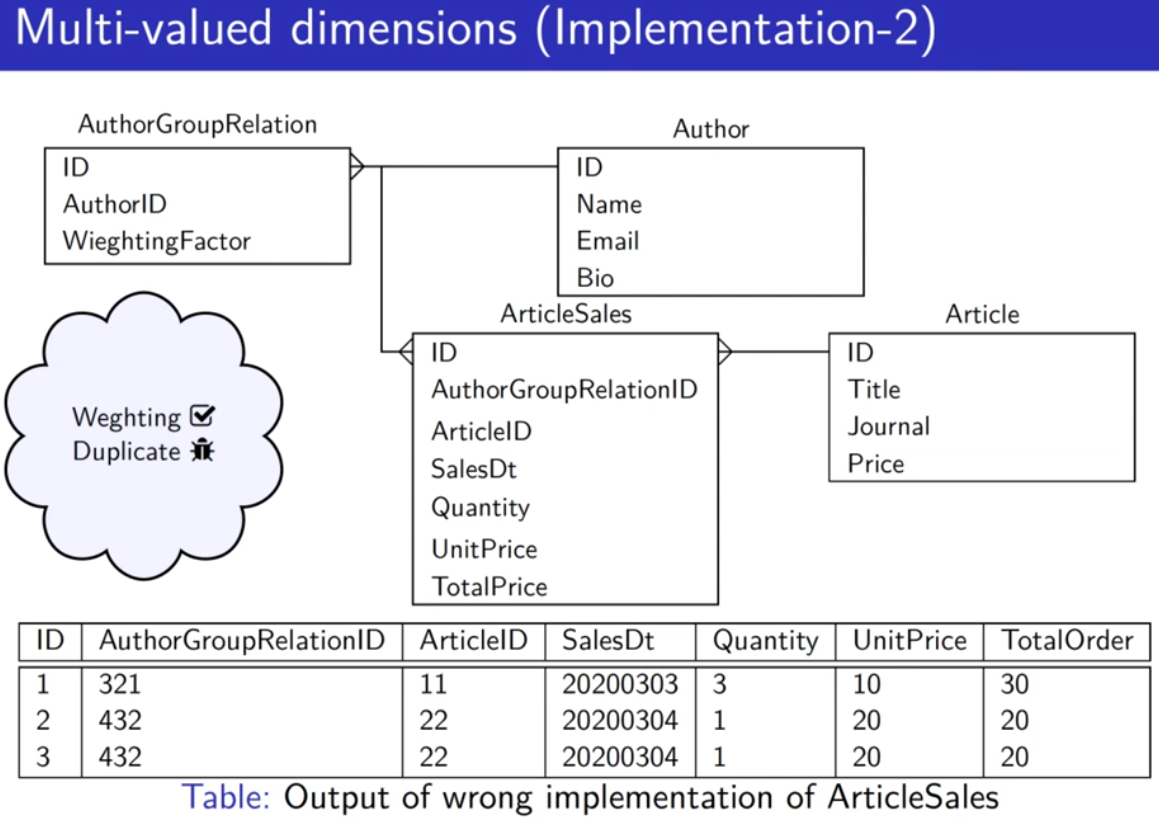 Multi-valued dimensions (Implementation-2)
AuthorGroupRelation
ID
AuthorID
WieghtingFactor
Author
ID
Name
Email
Bio
Weghting
Duplicate
ArticleSales
ID
AuthorGroupRelationID
ArticleID
SalesDt
Quantity
UnitPrice
TotalPrice
Article
ID
Title
Journal
Price
ID AuthorGroupRelationID ArticleID SalesDt Quantity UnitPrice TotalOrder
1 321 11 20200303 3 10 30
2 432 22 20200304 1 20 20
3 432 22 20200304 1 20 20
Table: Output of wrong implementation of ArticleSales